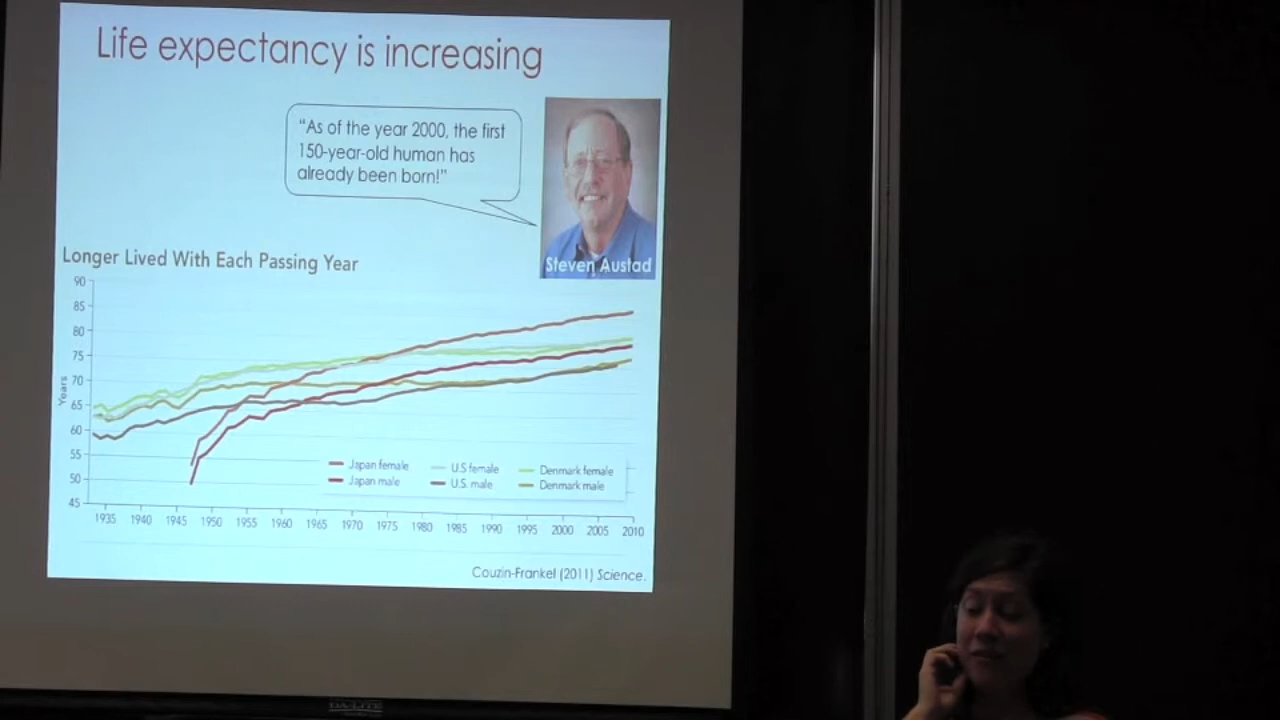 Life expectancy is increasing
"As of the year 2000, the first
150-year-old human has
already been born!"
Steven Austad
Longer Lived With Each Passing Year
90
85
80
75
70
65
60
55
50
45
Years
Japan female
U.S female
Denmark female
Japan male
U.S. male
Denmark male
1935 1940 1945 1950 1955 1960 1965 1970 1975 1980 1985 1990 1995 2000 2005 2010
Couzin-Frankel (2011) Science.
DA-LITE